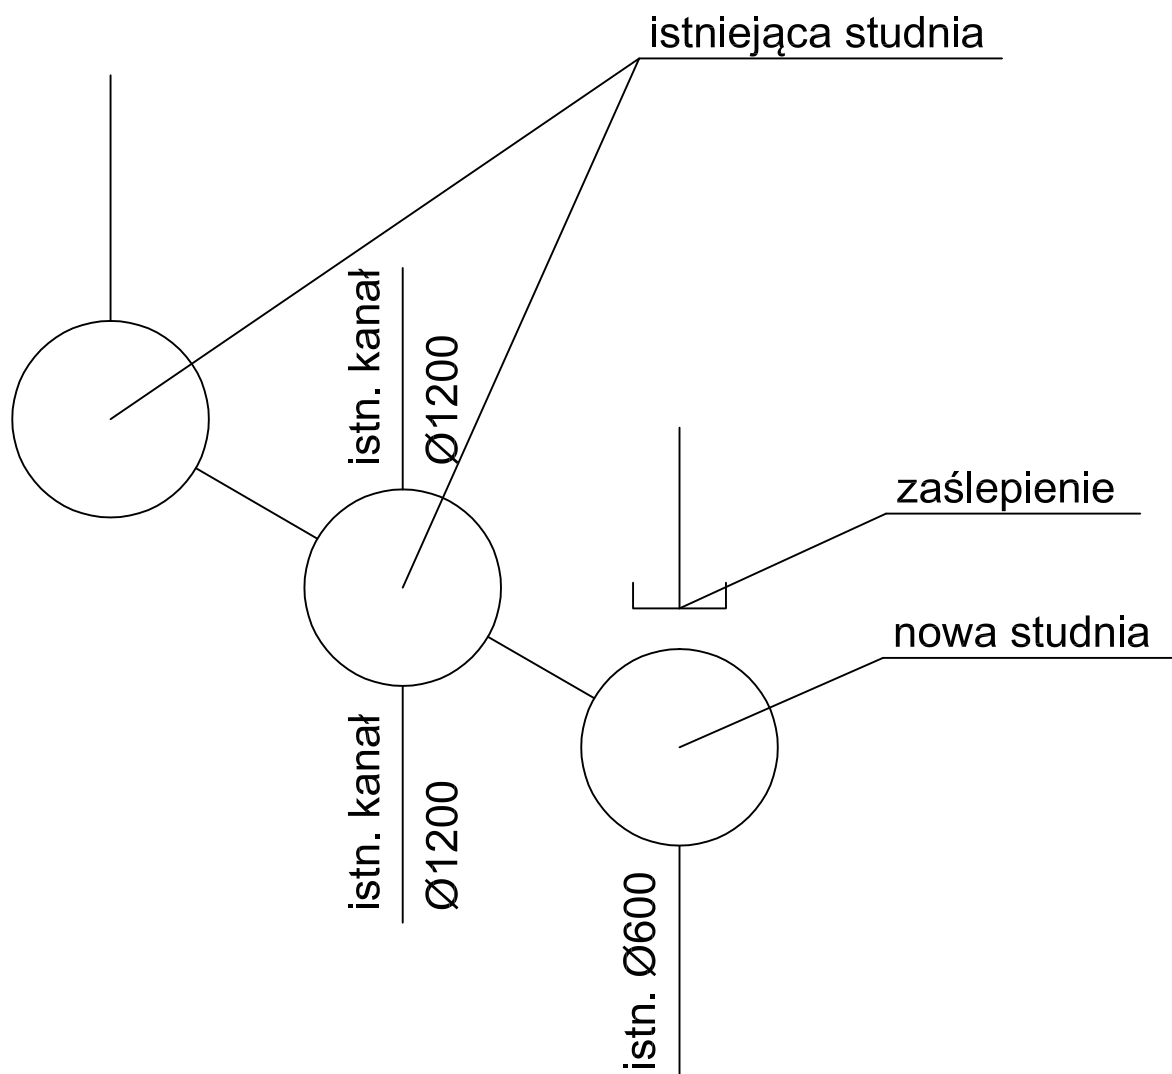 istniejąca studnia
istn. kanał
Ø1200
zaślepienie
nowa studnia
istn. kanał
Ø1200
istn. Ø600